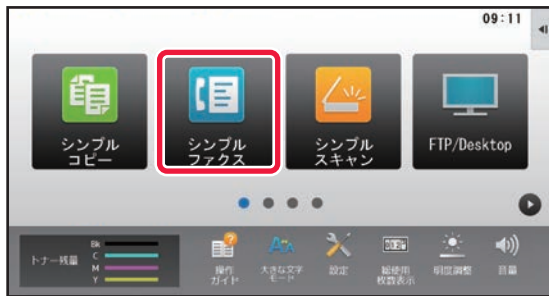 09:11
シンプル
コピー
シンプル
ファクス
シンプル
スキャン
FTP/Desktop
トナー残量
Bk
C
M
Y
操作
ガイド
大きな文字
モード
設定
総使用
枚数表示
明度調整
音量